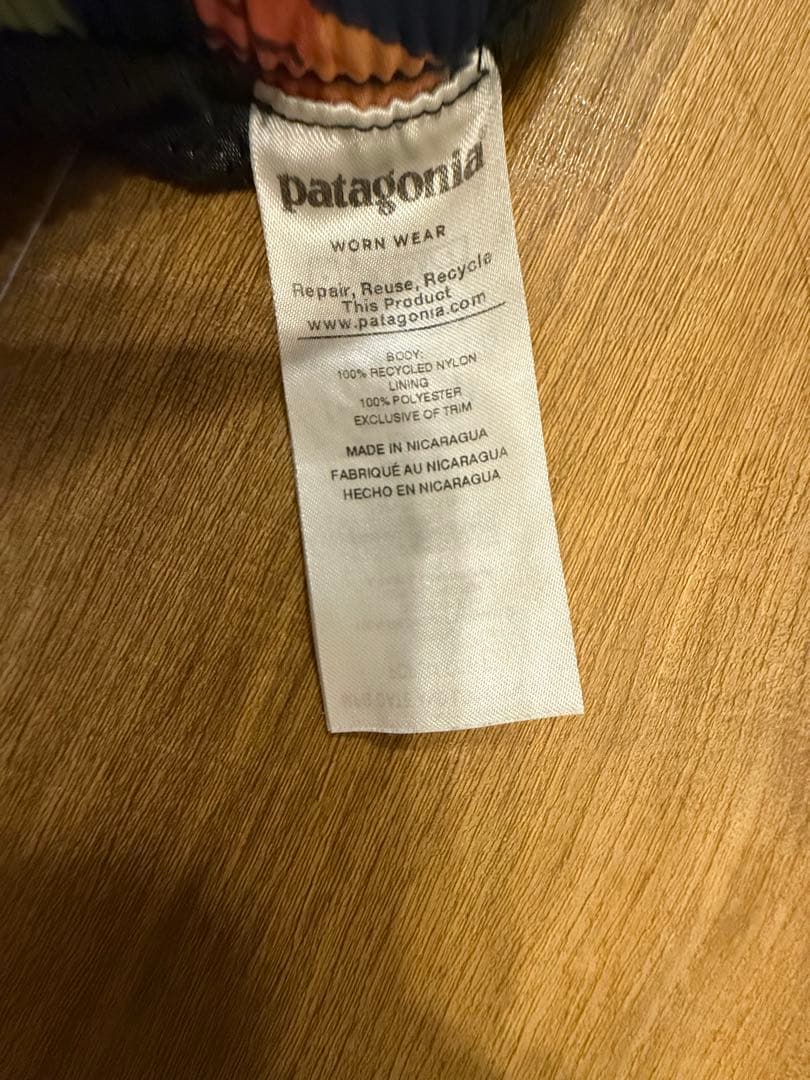 patagonia
WORN WEAR
Repair, Reuse, Recycle
This Product
www.patagonia.com
BODY:
100% RECYCLED NYLON
LINING
100% POLYESTER
EXCLUSIVE OF TRIM
MADE IN NICARAGUA
FABRIQUÉ AU NICARAGUA
HECHO EN NICARAGUA